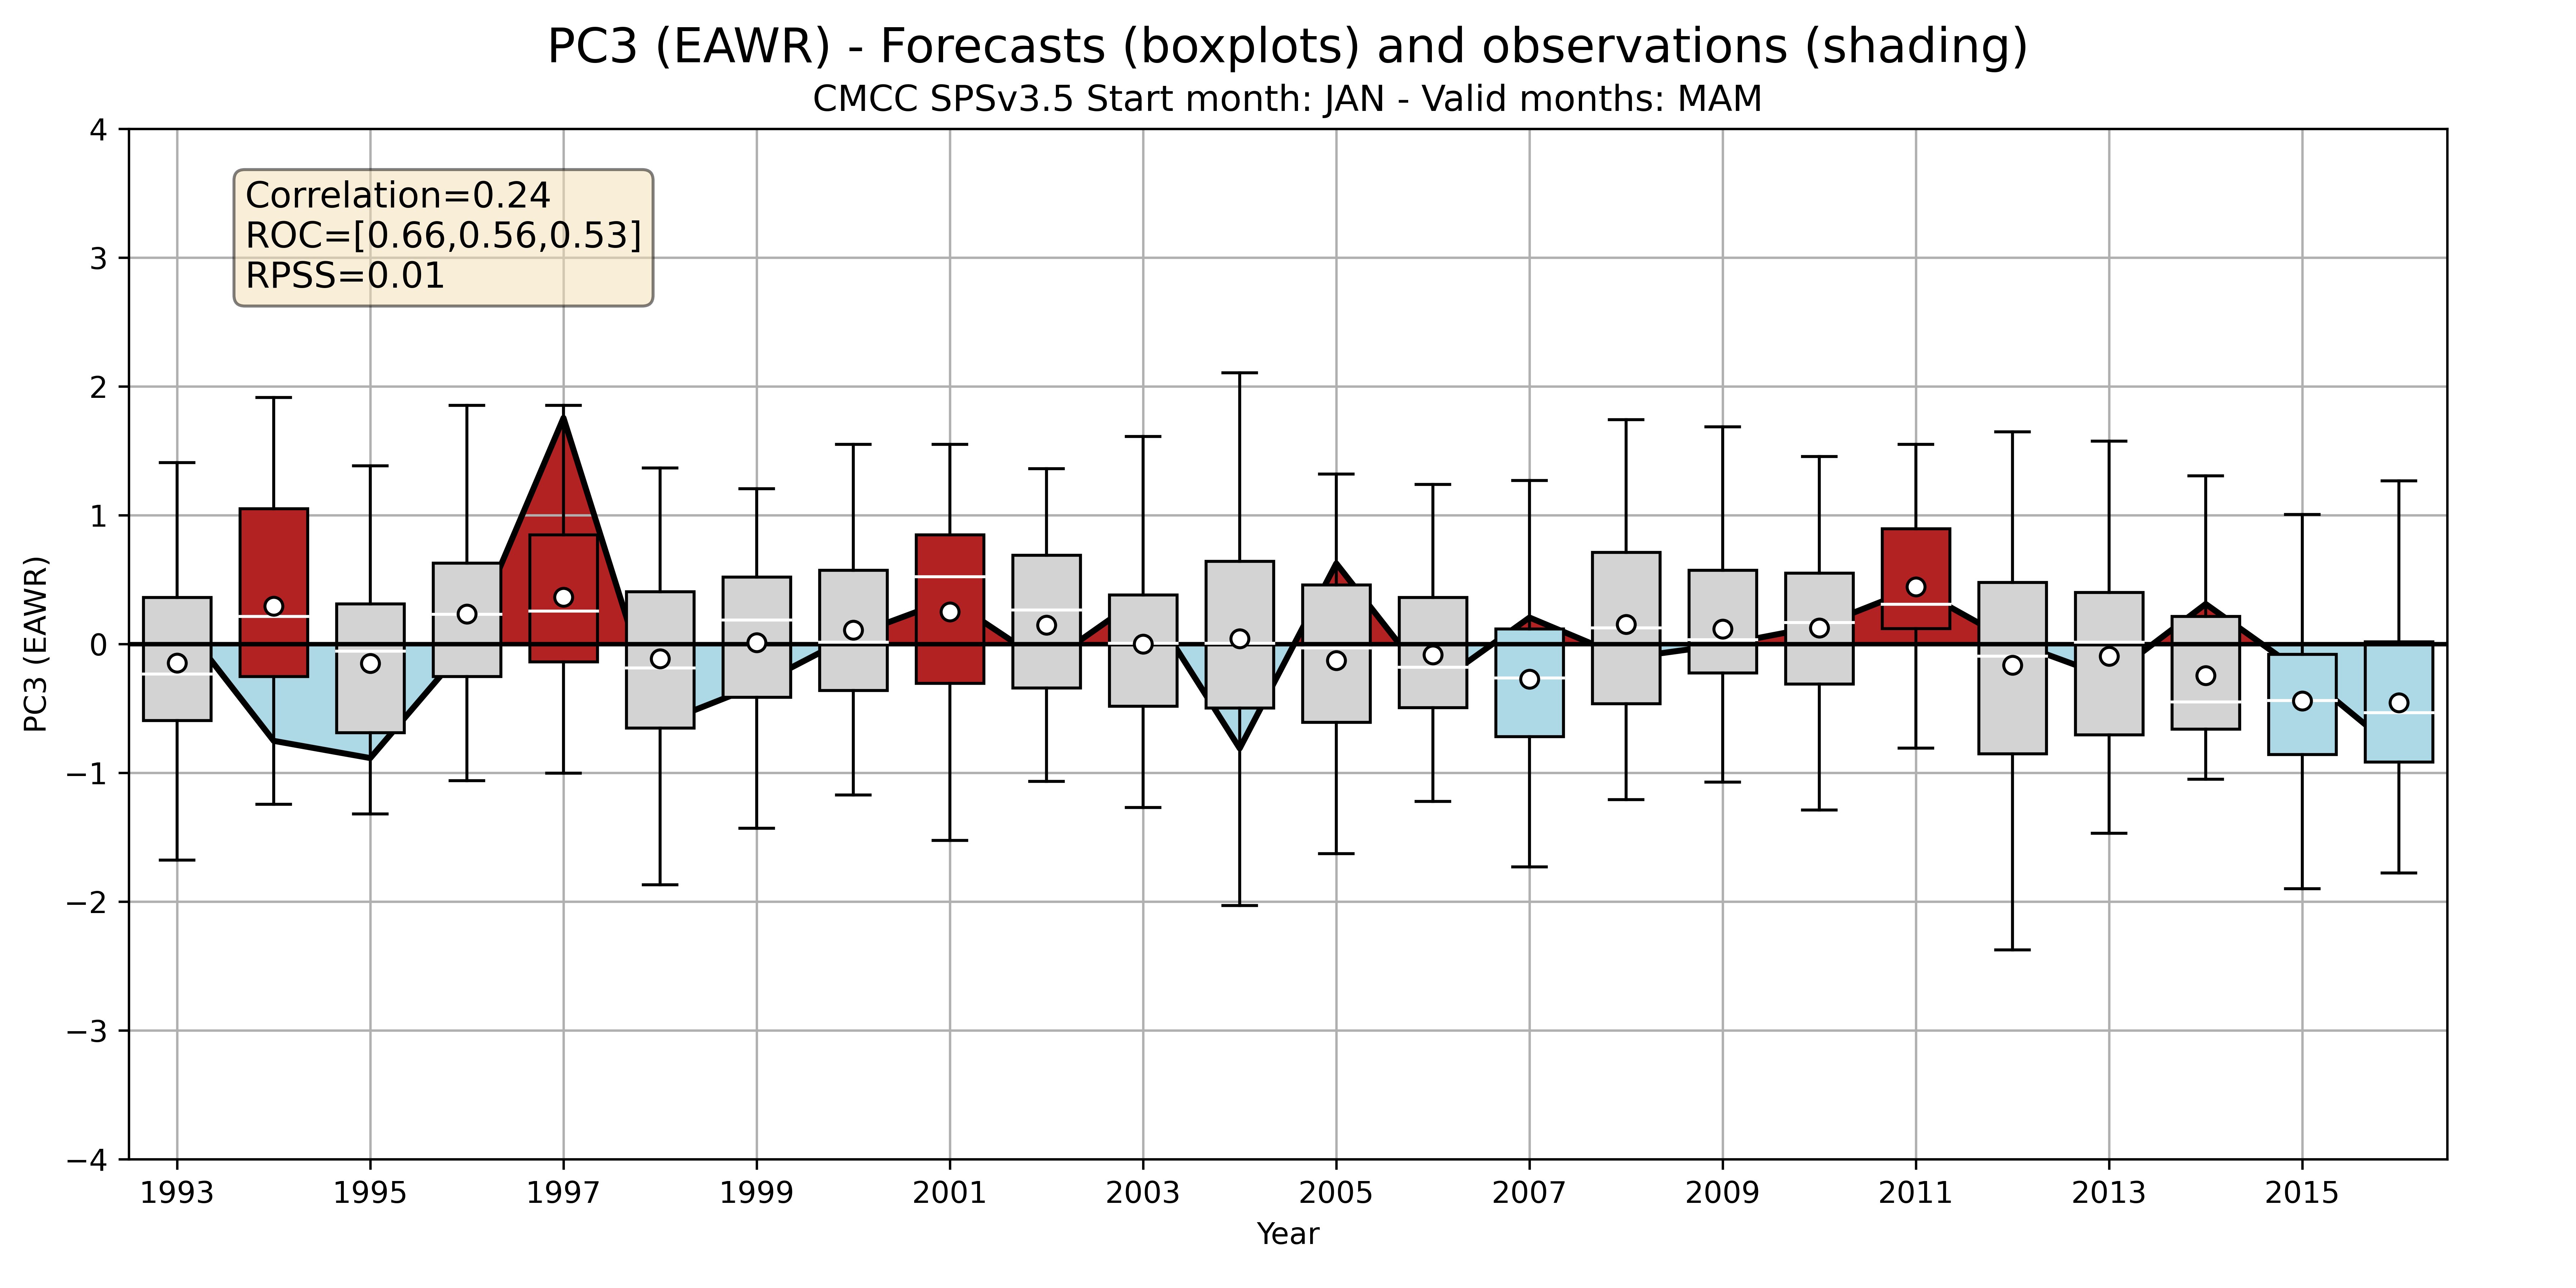 PC3 (EAWR) - Forecasts (boxplots) and observations (shading)
CMCC SPSv3.5 Start month: JAN - Valid months: MAM
Correlation=0.24
ROC=[0.66,0.56,0.53]
RPSS=0.01
PC3 (EAWR)
4
3
2
1
0
−1
−2
−3
−4
1993 1995 1997 1999 2001 2003 2005 2007 2009 2011 2013 2015
Year